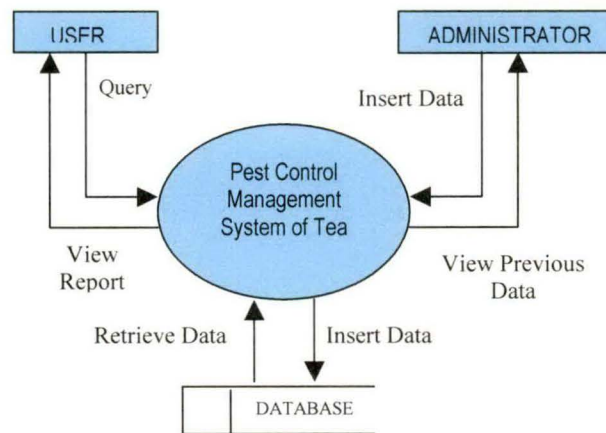 USER
ADMINISTRATOR
Query
Insert Data
Pest Control
Management
System of Tea
View
Report
View Previous
Data
Retrieve Data
Insert Data
DATABASE